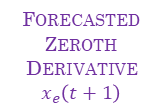 FORECASTED
ZEROTH
DERIVATIVE
xₑ(t + 1)